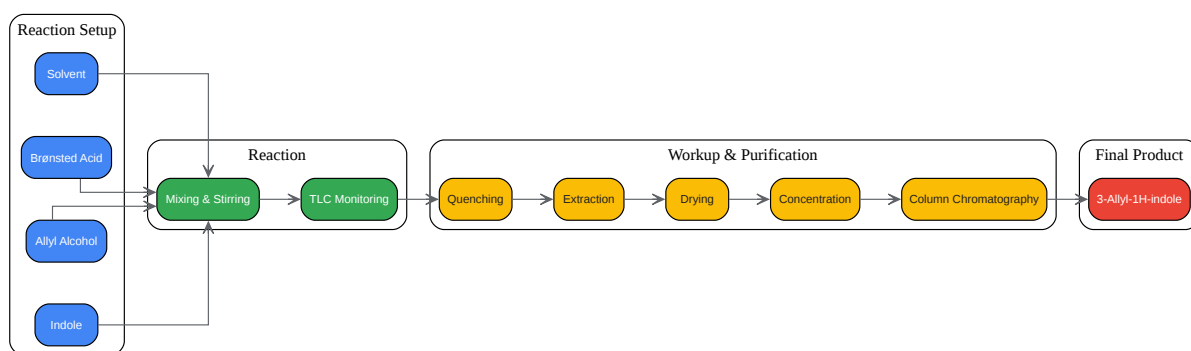 Reaction Setup
Solvent
Brønsted Acid
Allyl Alcohol
Indole
Reaction
Mixing & Stirring
TLC Monitoring
Workup & Purification
Quenching
Extraction
Drying
Concentration
Column Chromatography
Final Product
3-Allyl-1H-indole